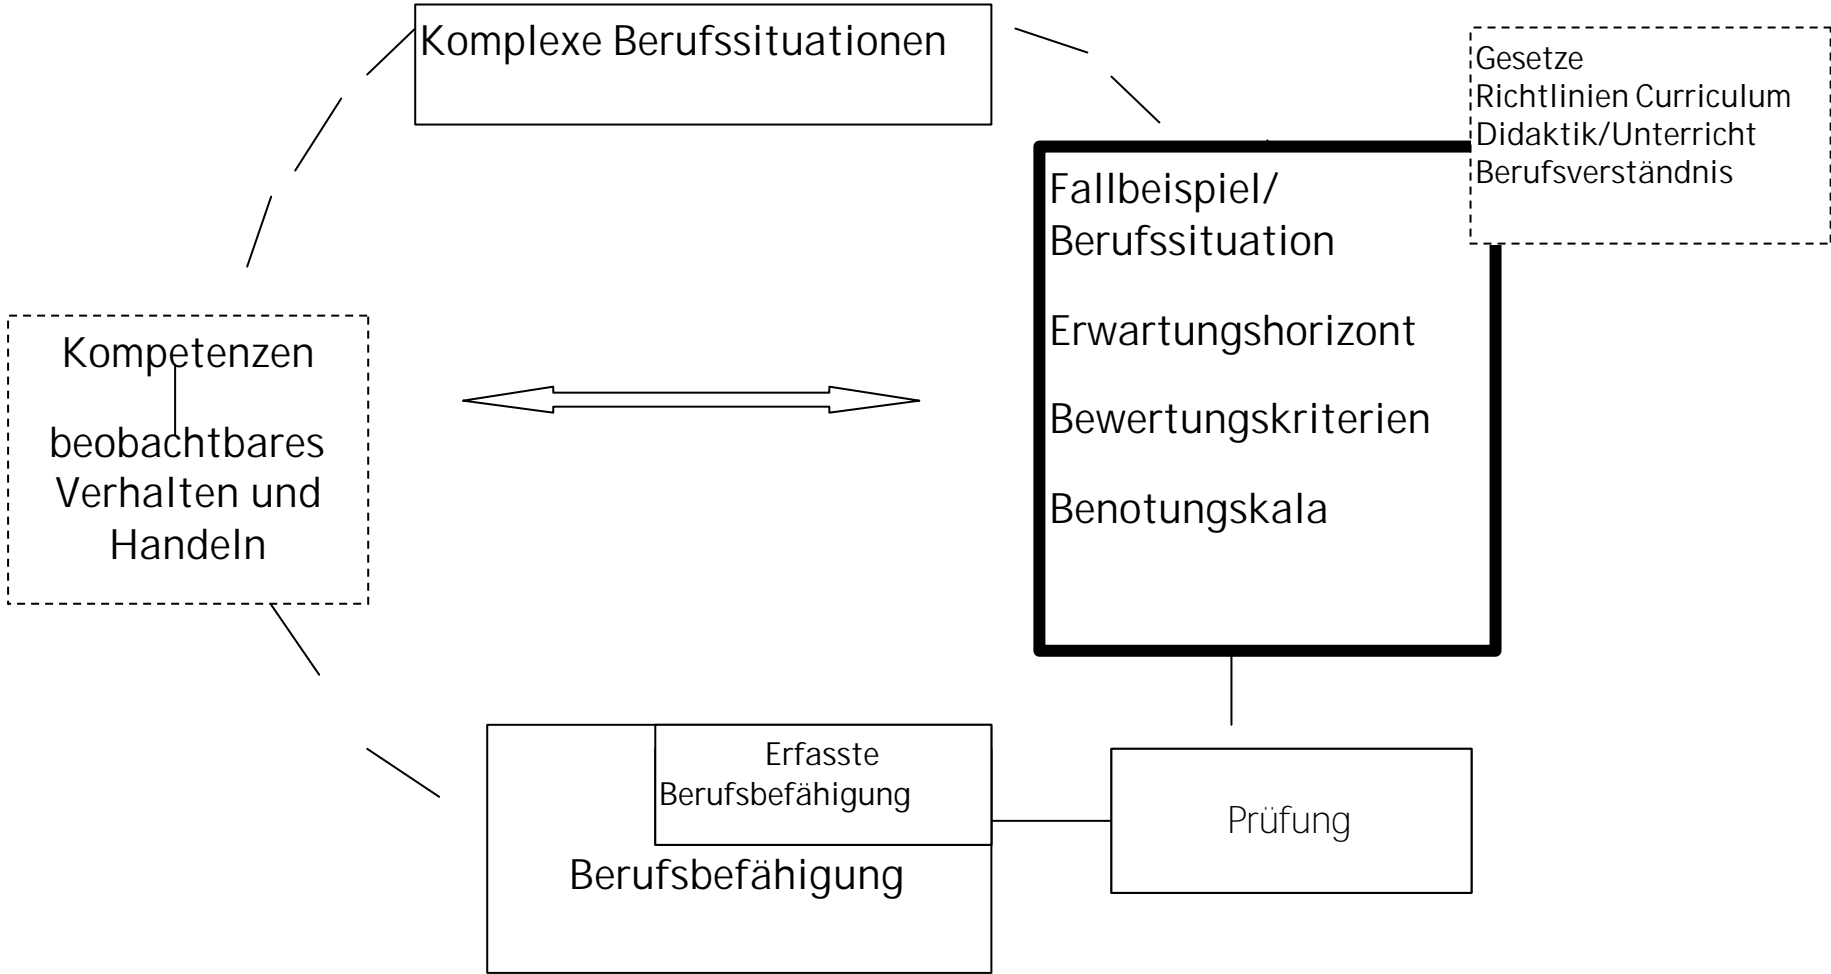 Komplexe Berufssituationen
Gesetze
Richtlinien Curriculum
Didaktik/Unterricht
Berufsverständnis
Fallbeispiel/
Berufssituation
Erwartungshorizont
Bewertungskriterien
Benotungskala
Kompetenzen
beobachtbares
Verhalten und
Handeln
Erfasste
Berufsbefähigung
Berufsbefähigung
Prüfung